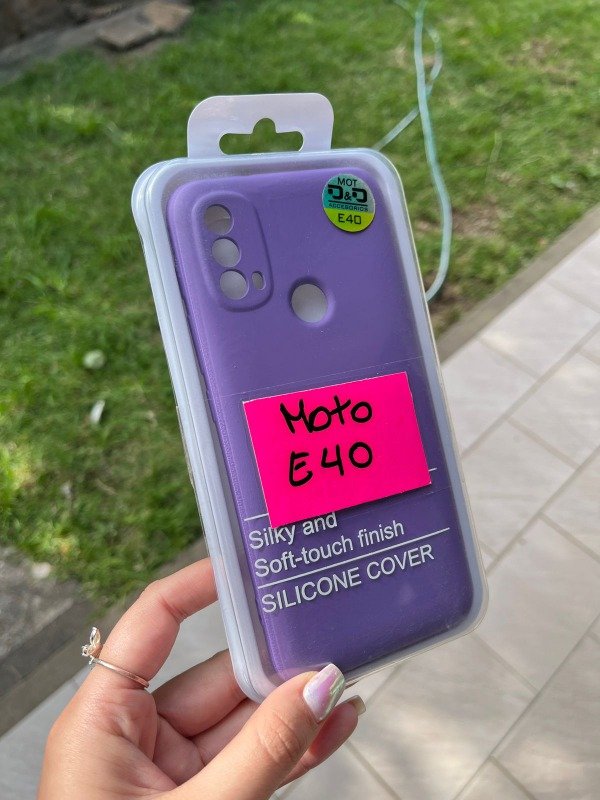 MOT
D&D
ACCESORIOS
E40
Moto
E40
Silky and
Soft-touch finish
SILICONE COVER